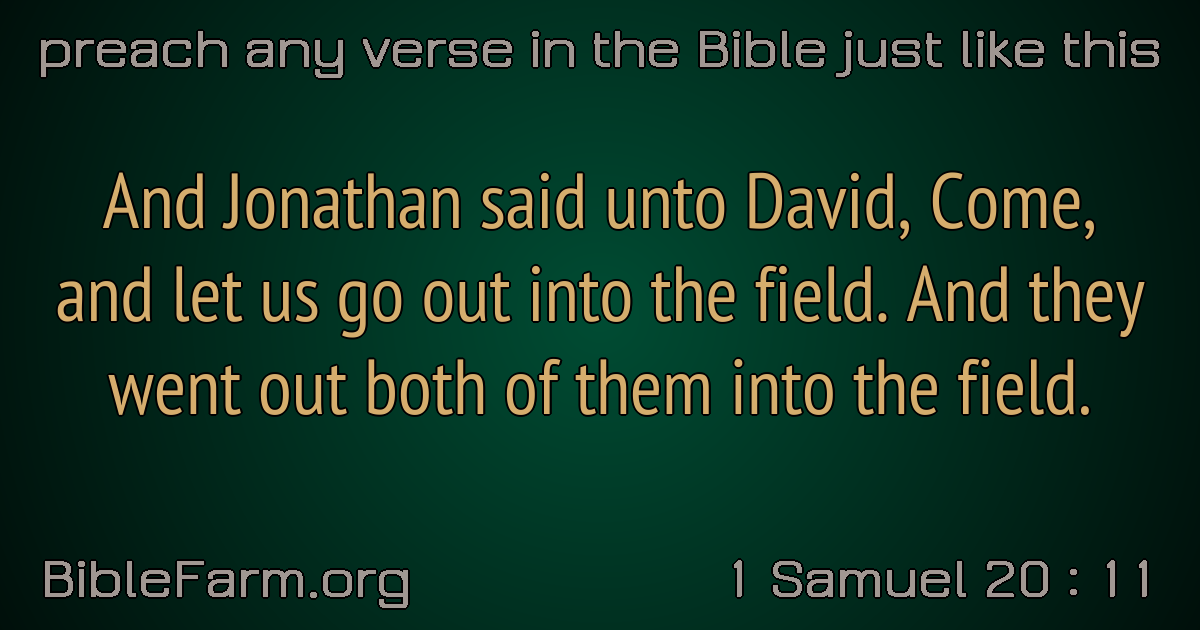 preach any verse in the Bible just like this
And Jonathan said unto David, Come,
and let us go out into the field. And they
went out both of them into the field.
BibleFarm.org
1 Samuel 20 : 11